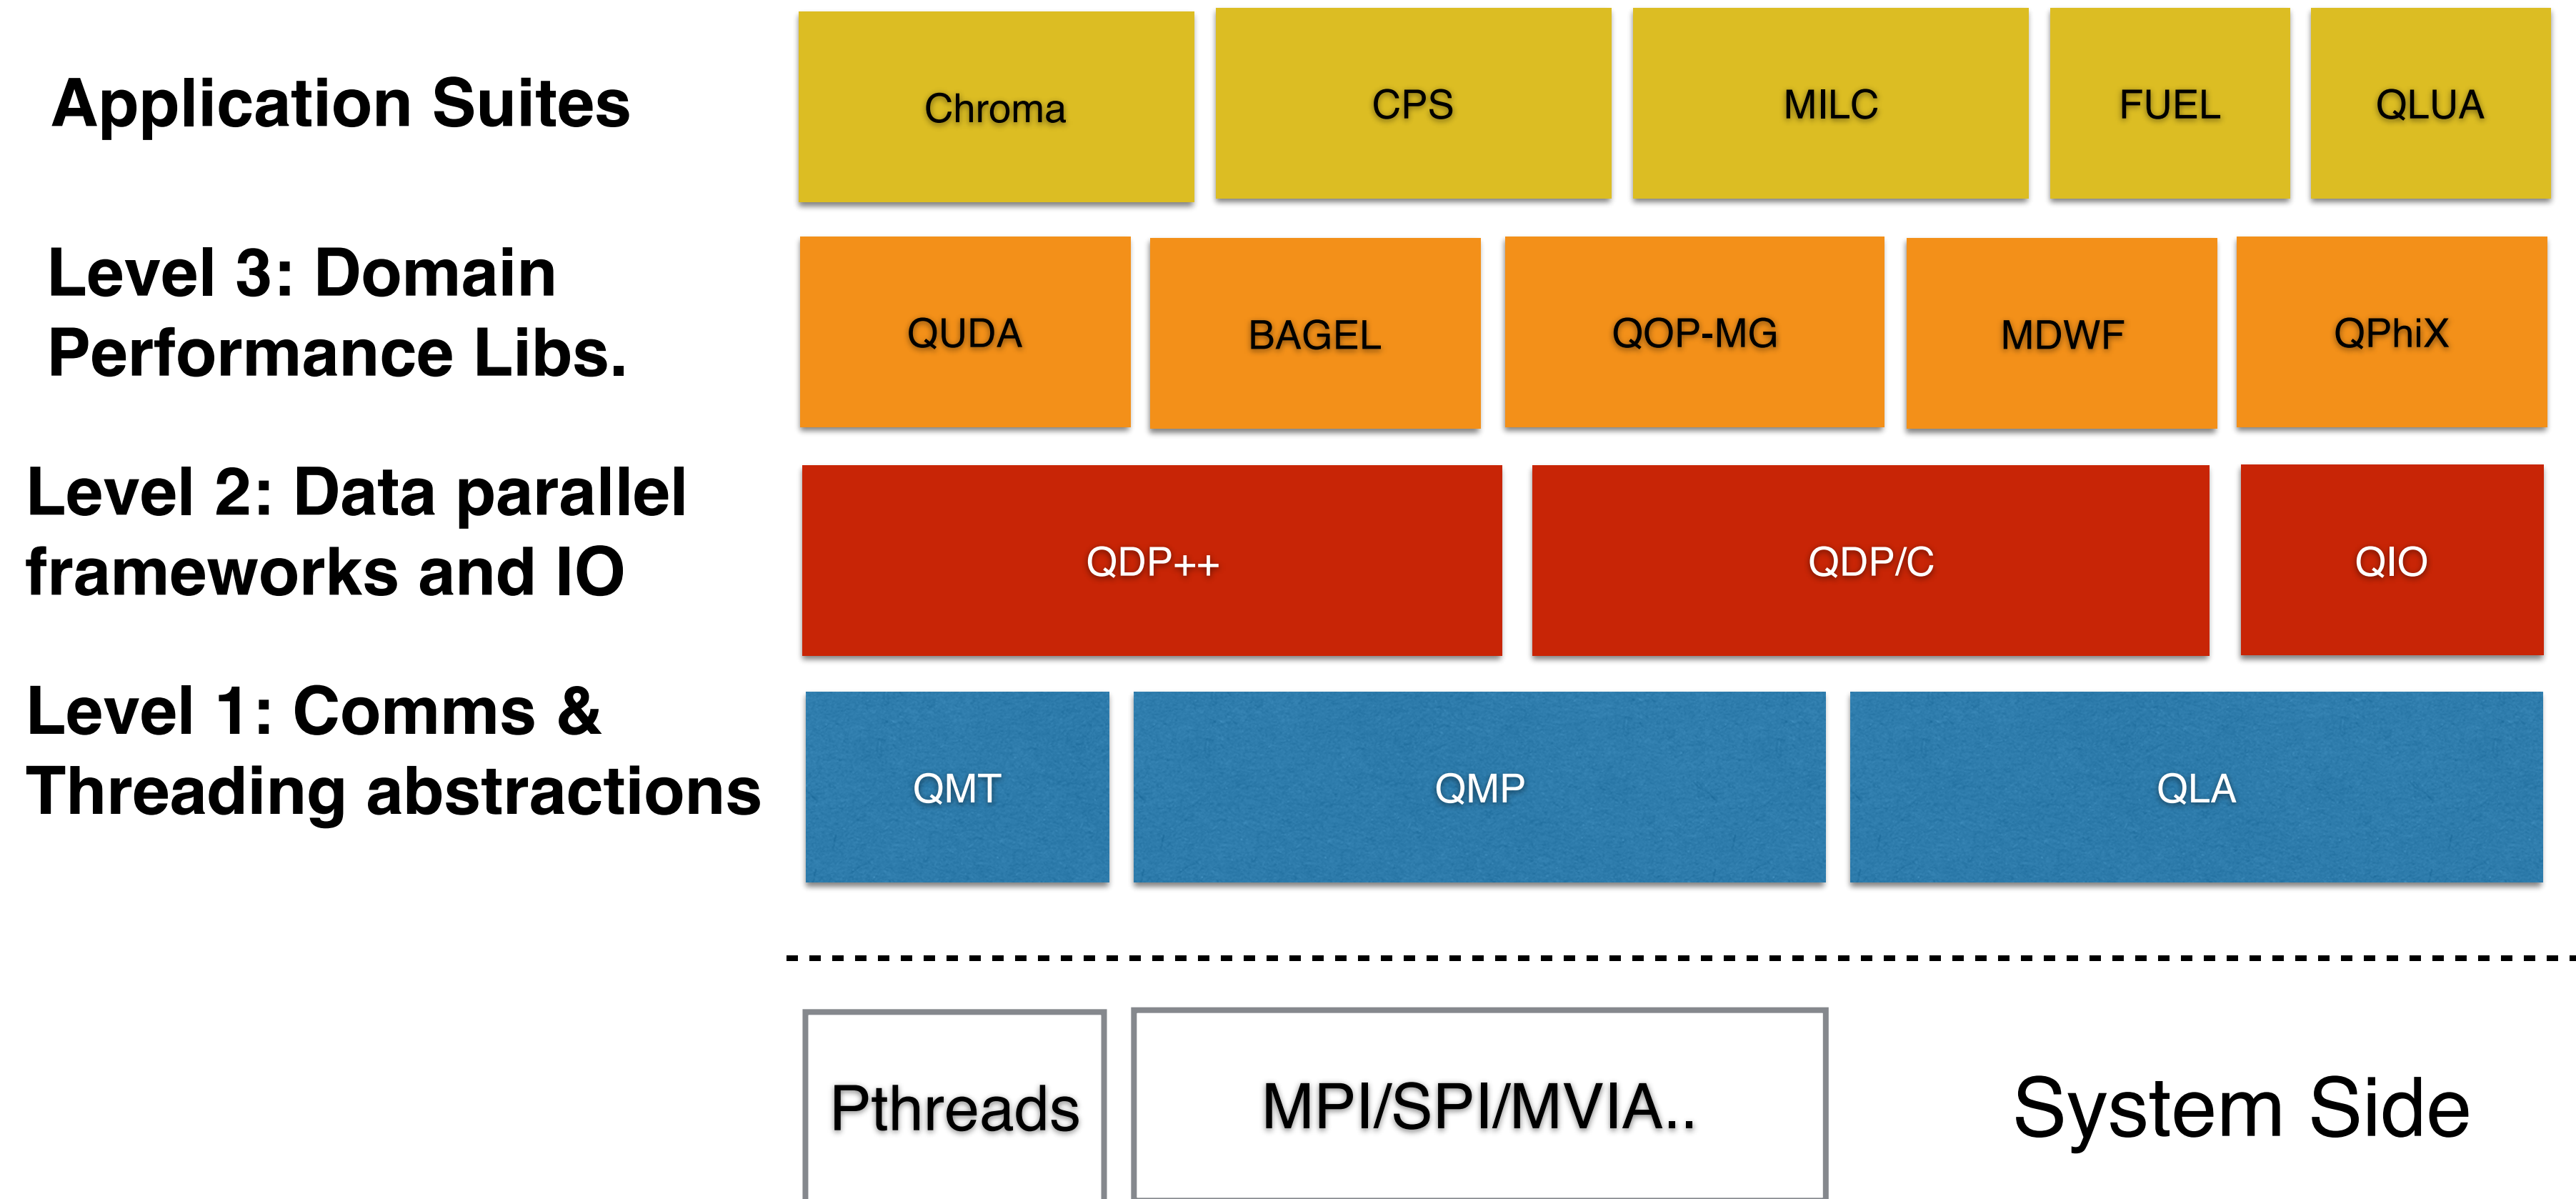 Application Suites
Chroma
CPS
MILC
FUEL
QLUA
Level 3: Domain
Performance Libs.
QUDA
BAGEL
QOP-MG
MDWF
QPhiX
Level 2: Data parallel
frameworks and IO
QDP++
QDP/C
QIO
Level 1: Comms &
Threading abstractions
QMT
QMP
QLA
Pthreads
MPI/SPI/MVIA..
System Side